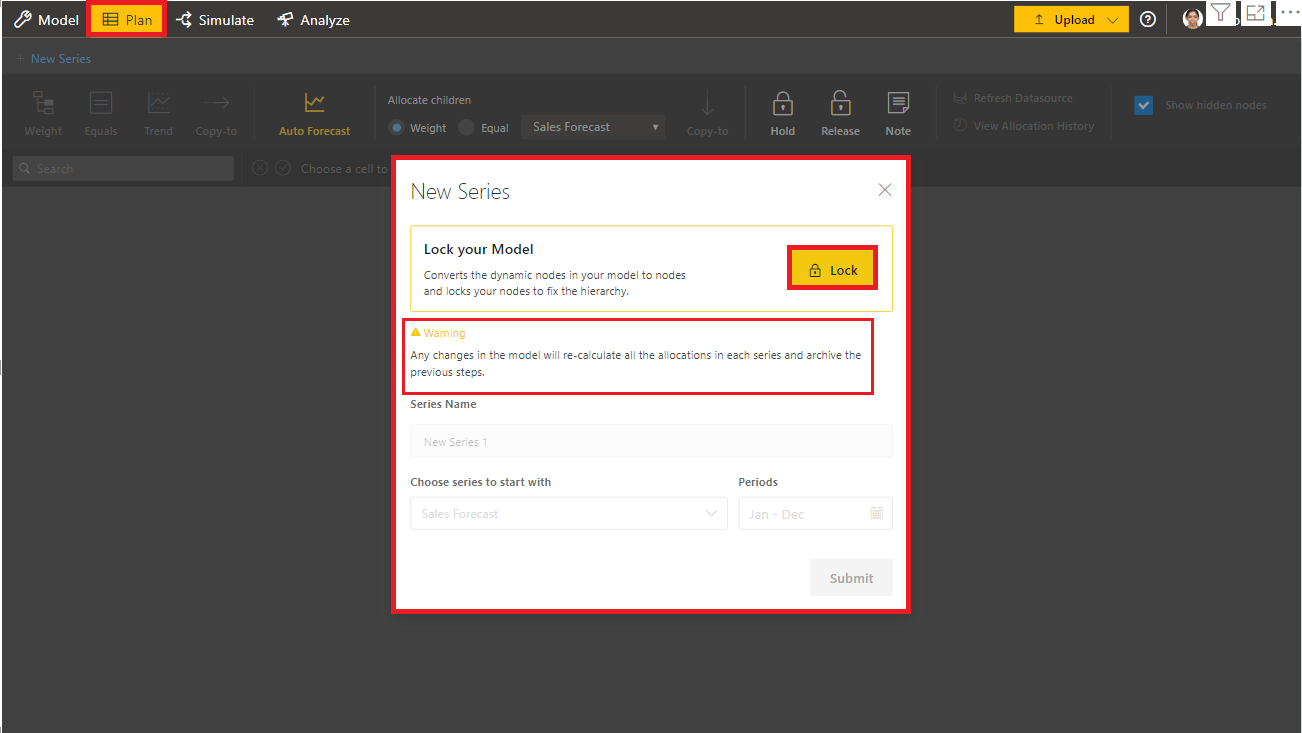 Model Plan Simulate Analyze Upload
+ New Series
Allocate children
Weight Equals Trend Copy-to Auto Forecast Weight Equal Sales Forecast Copy-to Hold Release Note
Refresh Datasource
View Allocation History
Show hidden nodes
Search
Choose a cell to
New Series
Lock your Model
Converts the dynamic nodes in your model to nodes
and locks your nodes to fix the hierarchy.
Lock
Warning
Any changes in the model will re-calculate all the allocations in each series and archive the
previous steps.
Series Name
New Series 1
Choose series to start with Periods
Sales Forecast Jan - Dec
Submit